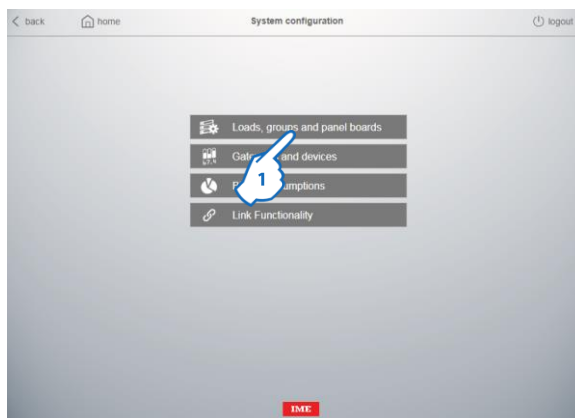 back
home
System configuration
logout
Loads, groups and panel boards
and devices
1
Link Functionality
IME